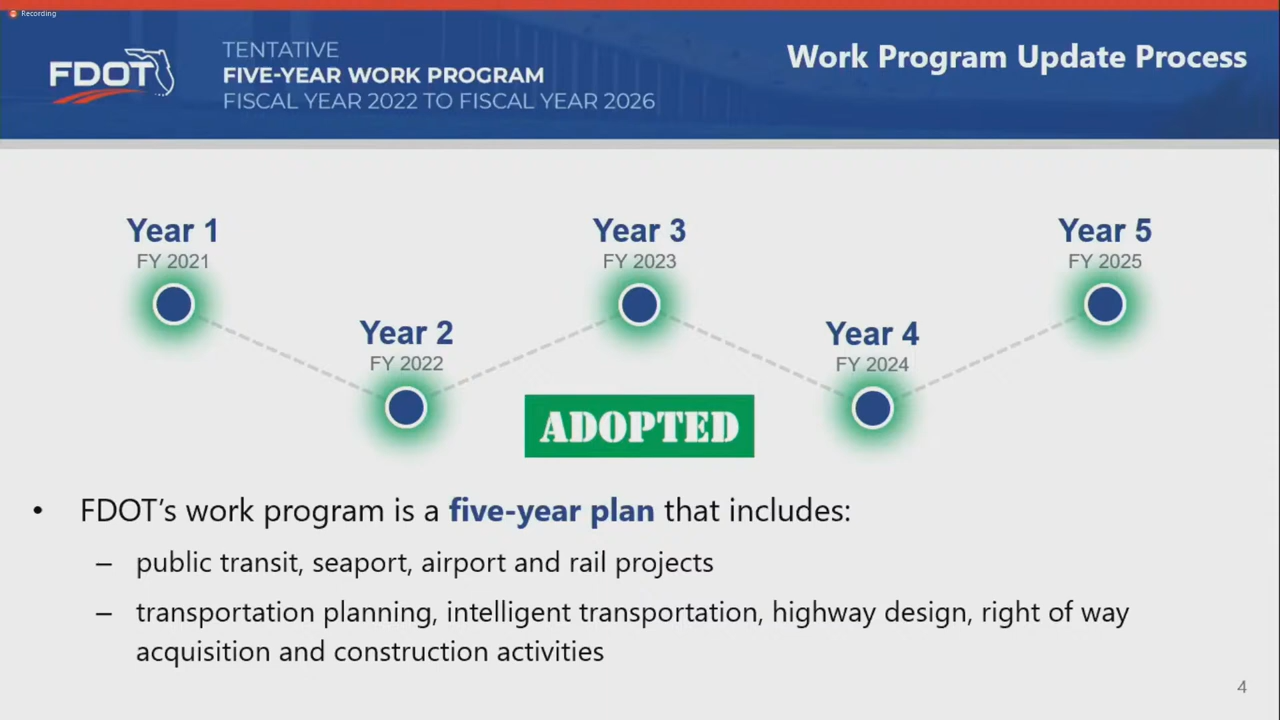 Recording
FDOT
TENTATIVE
FIVE-YEAR WORK PROGRAM
FISCAL YEAR 2022 TO FISCAL YEAR 2026
Work Program Update Process
Year 1
FY 2021
Year 2
FY 2022
Year 3
FY 2023
Year 4
FY 2024
Year 5
FY 2025
ADOPTED
• FDOT’s work program is a five-year plan that includes:
– public transit, seaport, airport and rail projects
– transportation planning, intelligent transportation, highway design, right of way
acquisition and construction activities
4